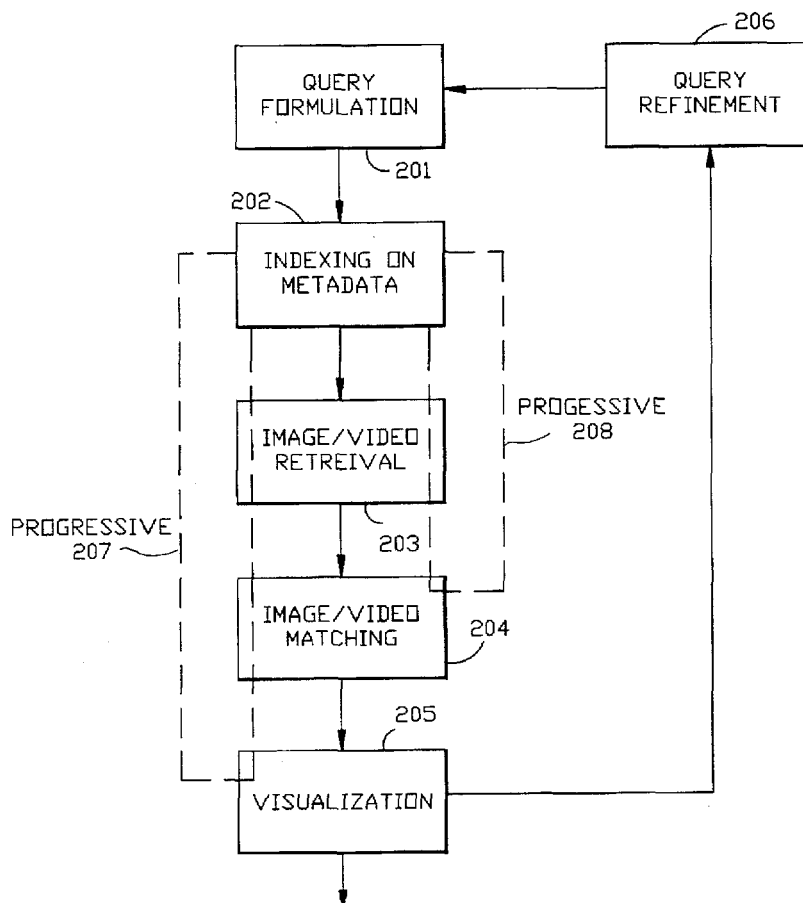 206
QUERY
FORMULATION
QUERY
REFINEMENT
201
202
INDEXING ON
METADATA
PROGESSIVE
208
IMAGE/VIDEO
RETREIVAL
203
PROGRESSIVE
207
IMAGE/VIDEO
MATCHING
204
205
VISUALIZATION